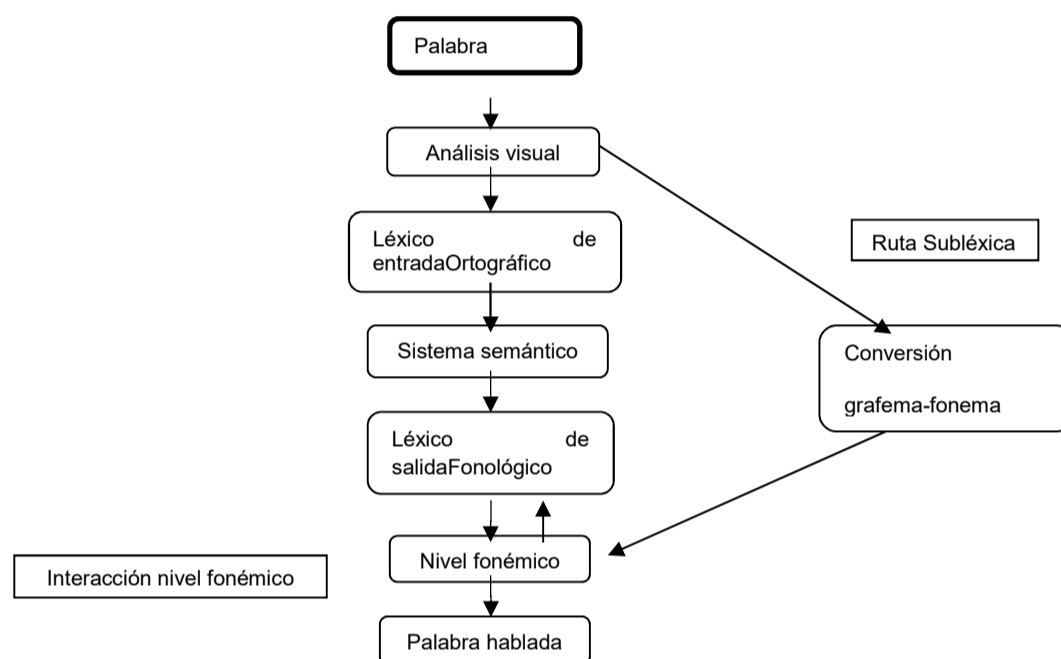 Palabra
Análisis visual
Léxico de
entradaOrtográfico
Ruta Subléxica
Sistema semántico
Conversión
grafema-fonema
Léxico de
salidaFonológico
Nivel fonémico
Interacción nivel fonémico
Palabra hablada